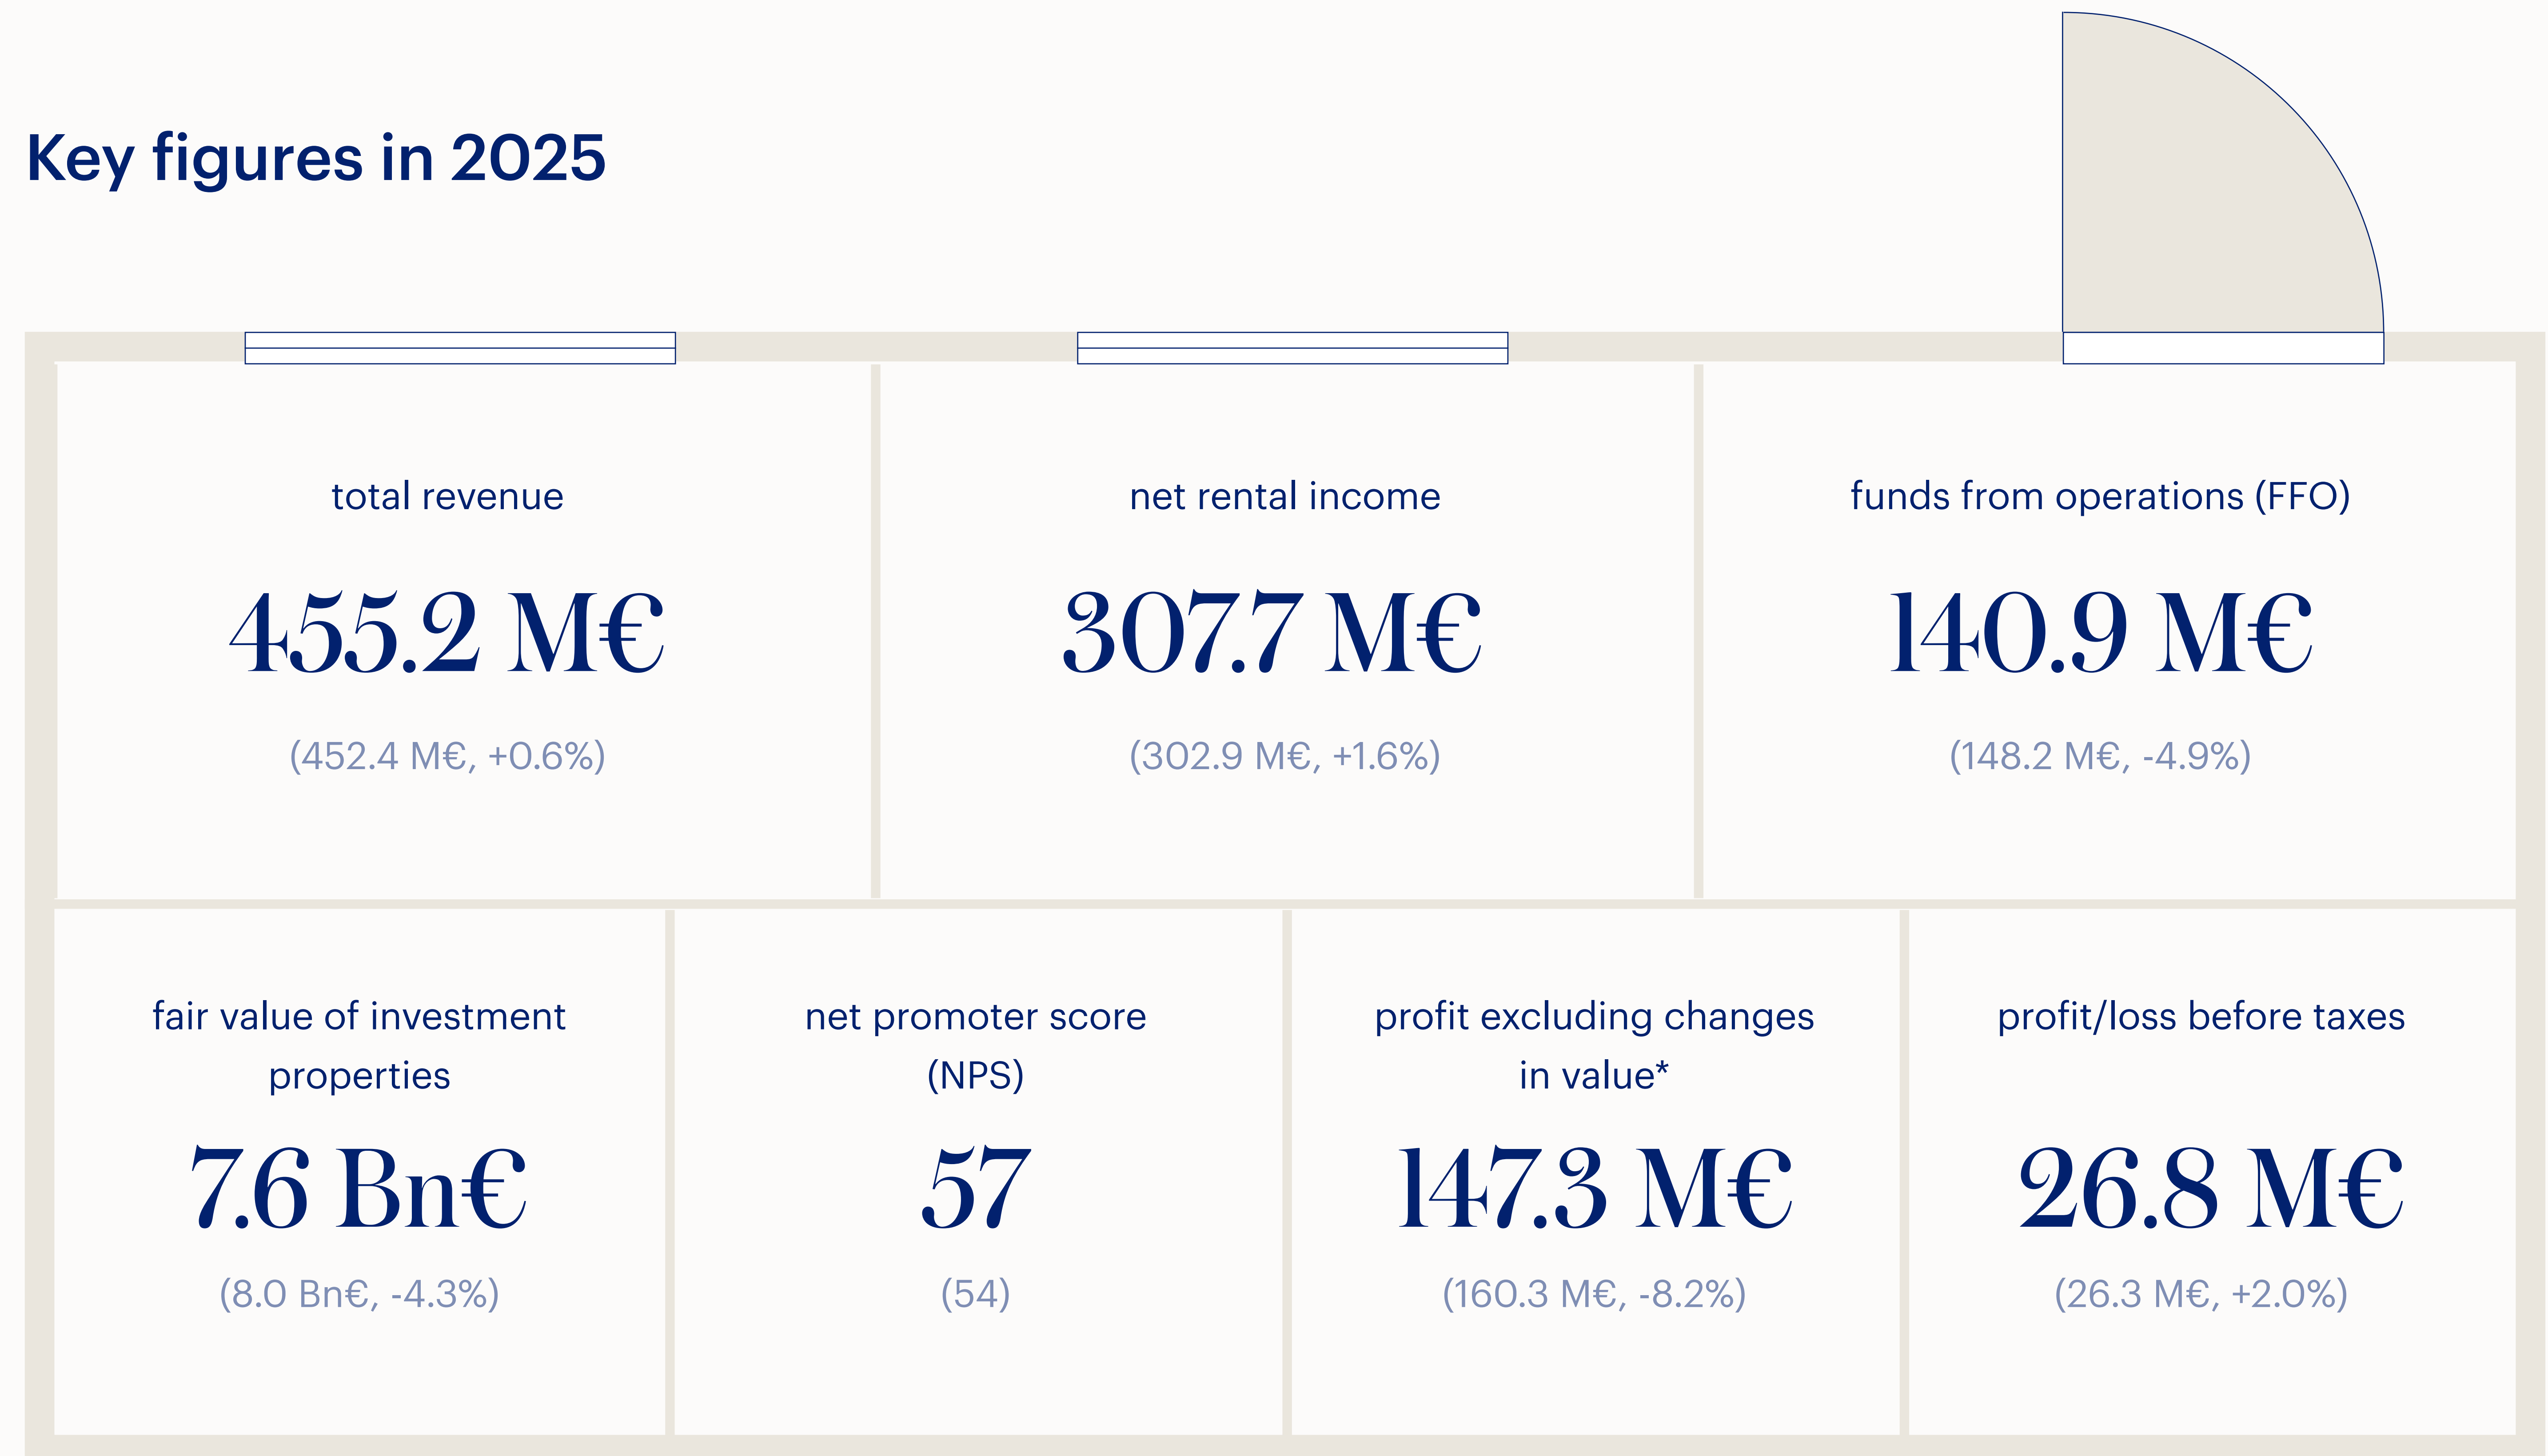 Key figures in 2025
total revenue
455.2 M€
(452.4 M€, +0.6%)
net rental income
307.7 M€
(302.9 M€, +1.6%)
funds from operations (FFO)
140.9 M€
(148.2 M€, -4.9%)
fair value of investment
properties
7.6 Bn€
(8.0 Bn€, -4.3%)
net promoter score
(NPS)
57
(54)
profit excluding changes
in value*
147.3 M€
(160.3 M€, -8.2%)
profit/loss before taxes
26.8 M€
(26.3 M€, +2.0%)